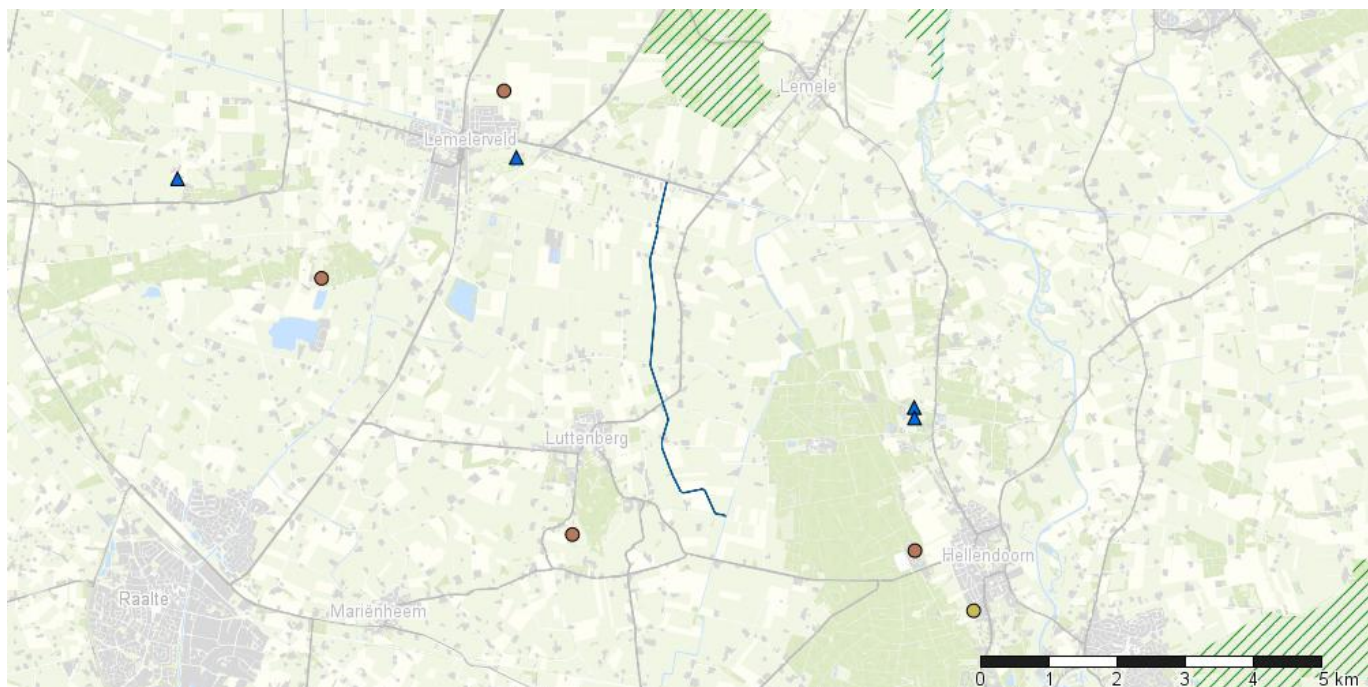 Lemele
Lemelerveld
Luttenberg
Hellendoorn
Raalte
Mariënheem
0 1 2 3 4 5 km